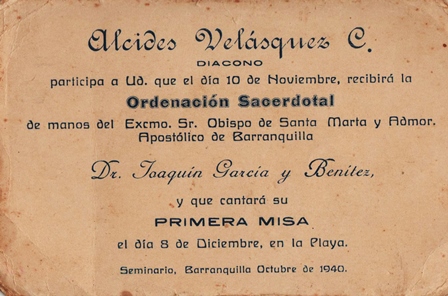 Alcides Velásquez C.
DIACONO
participa a Ud. que el día 10 de Noviembre, recibirá la
Ordenación Sacerdotal
de manos del Excmo. Sr. Obispo de Santa Marta y Admor.
Apostólico de Barranquilla
Dr. Joaquín García y Benítez,
y que cantará su
PRIMERA MISA
el día 8 de Diciembre, en la Playa.
Seminario, Barranquilla Octubre de 1940.